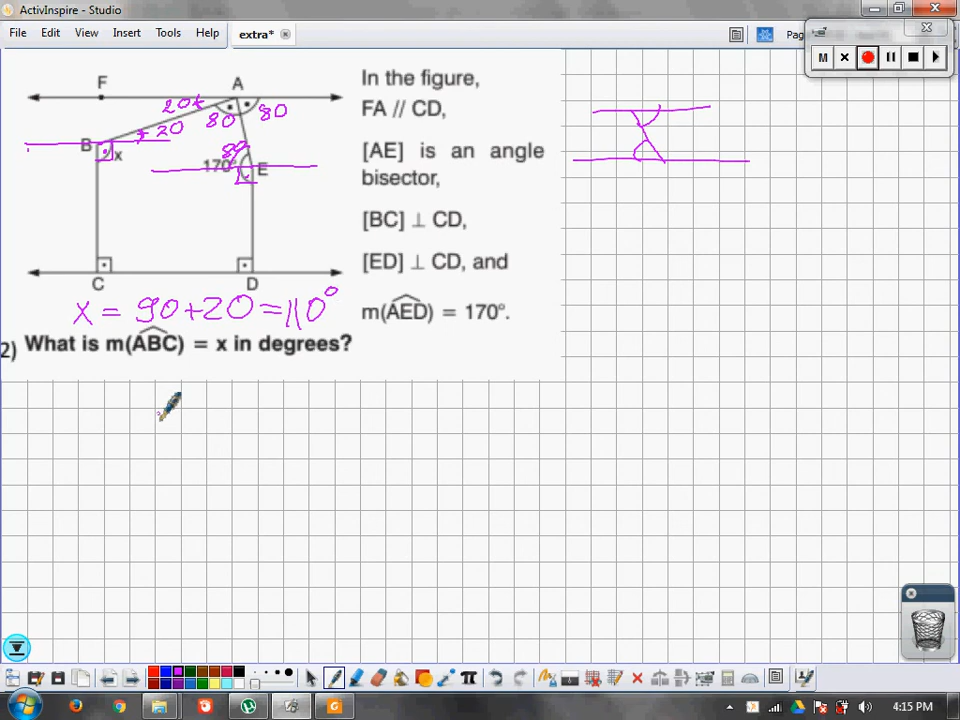 ActivInspire - Studio
File Edit View Insert Tools Help extra* Pag
M
F A
In the figure,
FA // CD,
[AE] is an angle
bisector,
[BC] ⊥ CD,
[ED] ⊥ CD, and
m(AED) = 170°.
20
80
80
20
B x
80
170° E
C D
x = 90+20=110°
2) What is m(ABC) = x in degrees?
4:15 PM